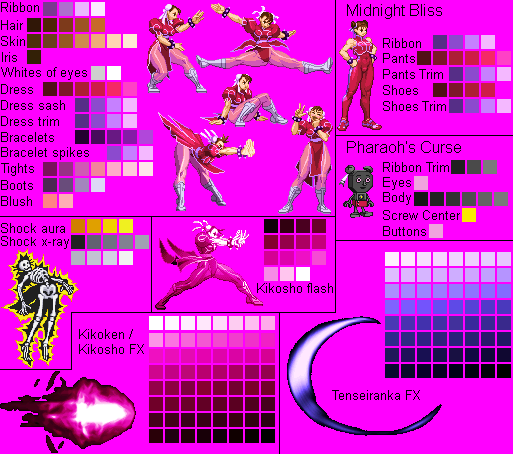 Ribbon
Hair
Skin
Iris
Whites of eyes
Dress
Dress sash
Dress trim
Bracelets
Bracelet spikes
Tights
Boots
Blush
Midnight Bliss
Ribbon
Pants
Pants Trim
Shoes
Shoes Trim
Pharaoh's Curse
Ribbon Trim
Eyes
Body
Screw Center
Buttons
Shock aura
Shock x-ray
Kikosho flash
Kikoken /
Kikosho FX
Tenseiranka FX